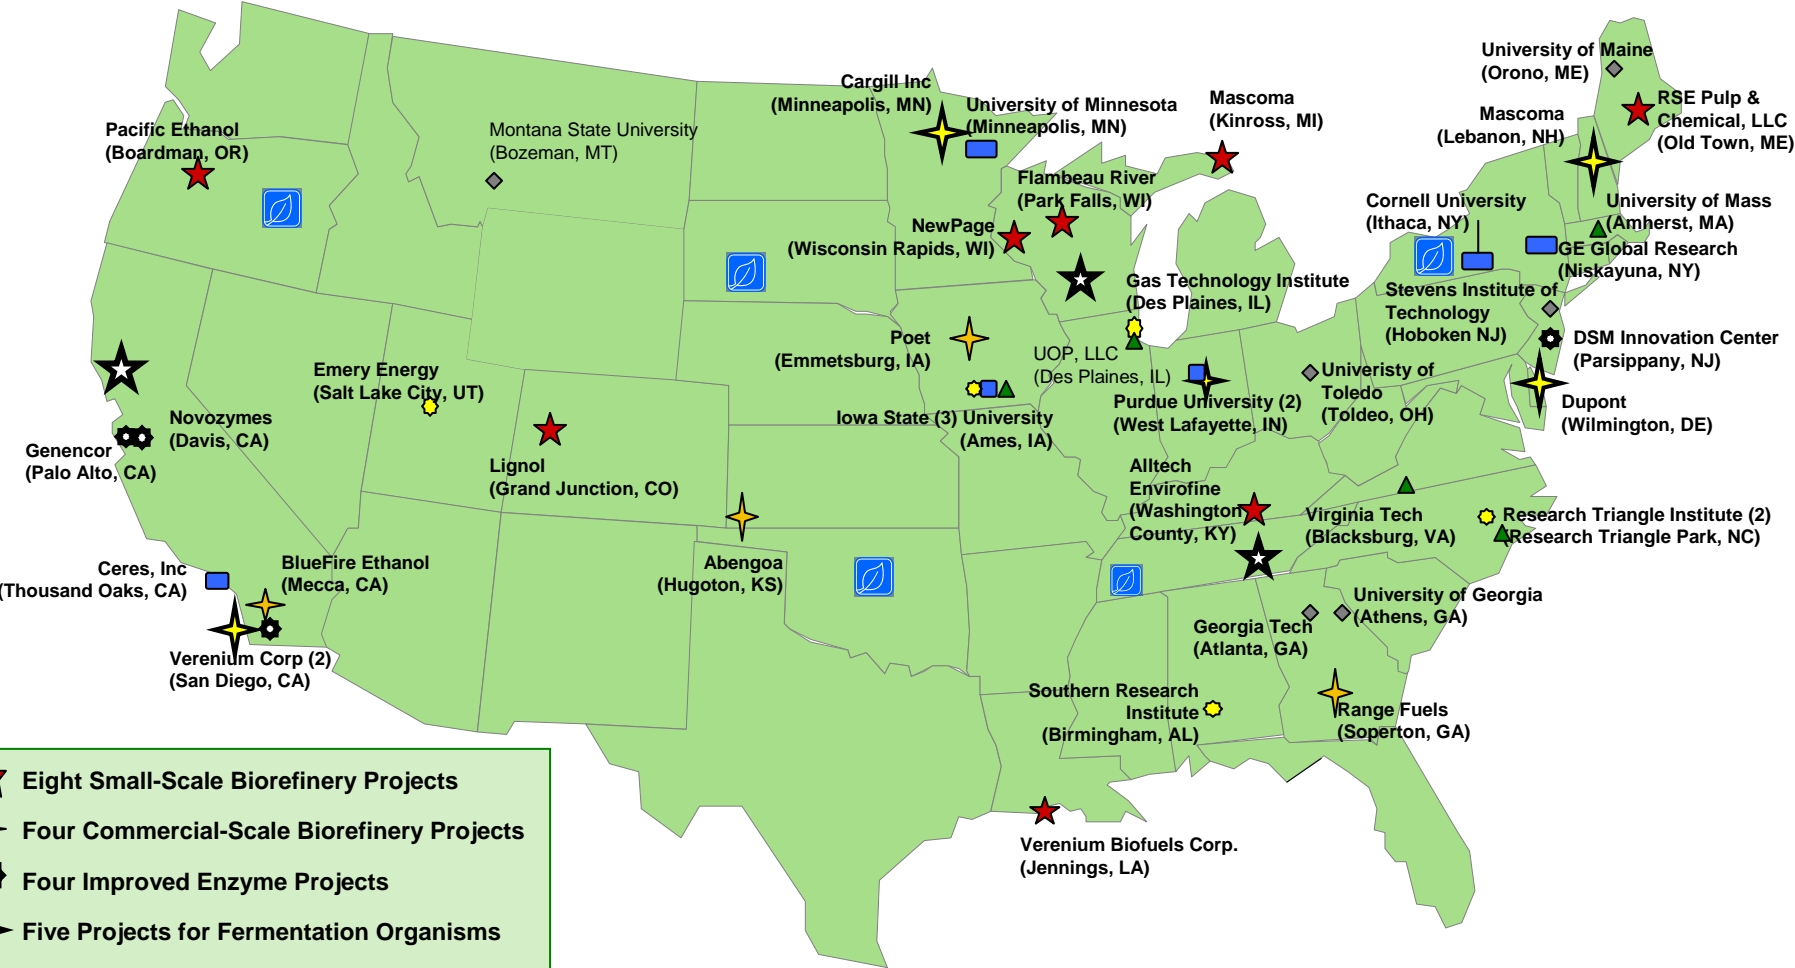 University of Maine
(Orono, ME)
Cargill Inc
(Minneapolis, MN)
University of Minnesota
(Minneapolis, MN)
Mascoma
(Kinross, MI)
RSE Pulp &
Chemical, LLC
(Old Town, ME)
Mascoma
(Lebanon, NH)
Pacific Ethanol
(Boardman, OR)
Montana State University
(Bozeman, MT)
Flambeau River
(Park Falls, WI)
NewPage
(Wisconsin Rapids, WI)
Cornell University
(Ithaca, NY)
University of Mass
(Amherst, MA)
GE Global Research
(Niskayuna, NY)
Gas Technology Institute
(Des Plaines, IL)
Stevens Institute of
Technology
(Hoboken NJ)
DSM Innovation Center
(Parsippany, NJ)
Poet
(Emmetsburg, IA)
UOP, LLC
(Des Plaines, IL)
Emery Energy
(Salt Lake City, UT)
Univeristy of
Toledo
(Toldeo, OH)
Purdue University (2)
(West Lafayette, IN)
Dupont
(Wilmington, DE)
Iowa State (3) University
(Ames, IA)
Novozymes
(Davis, CA)
Genencor
(Palo Alto, CA)
Lignol
(Grand Junction, CO)
Alltech
Envirofine
(Washington
County, KY)
Virginia Tech
(Blacksburg, VA)
Research Triangle Institute (2)
(Research Triangle Park, NC)
BlueFire Ethanol
(Mecca, CA)
Ceres, Inc
(Thousand Oaks, CA)
Abengoa
(Hugoton, KS)
University of Georgia
(Athens, GA)
Georgia Tech
(Atlanta, GA)
Verenium Corp (2)
(San Diego, CA)
Southern Research
Institute
(Birmingham, AL)
Range Fuels
(Soperton, GA)
Verenium Biofuels Corp.
(Jennings, LA)
Eight Small-Scale Biorefinery Projects
Four Commercial-Scale Biorefinery Projects
Four Improved Enzyme Projects
Five Projects for Fermentation Organisms